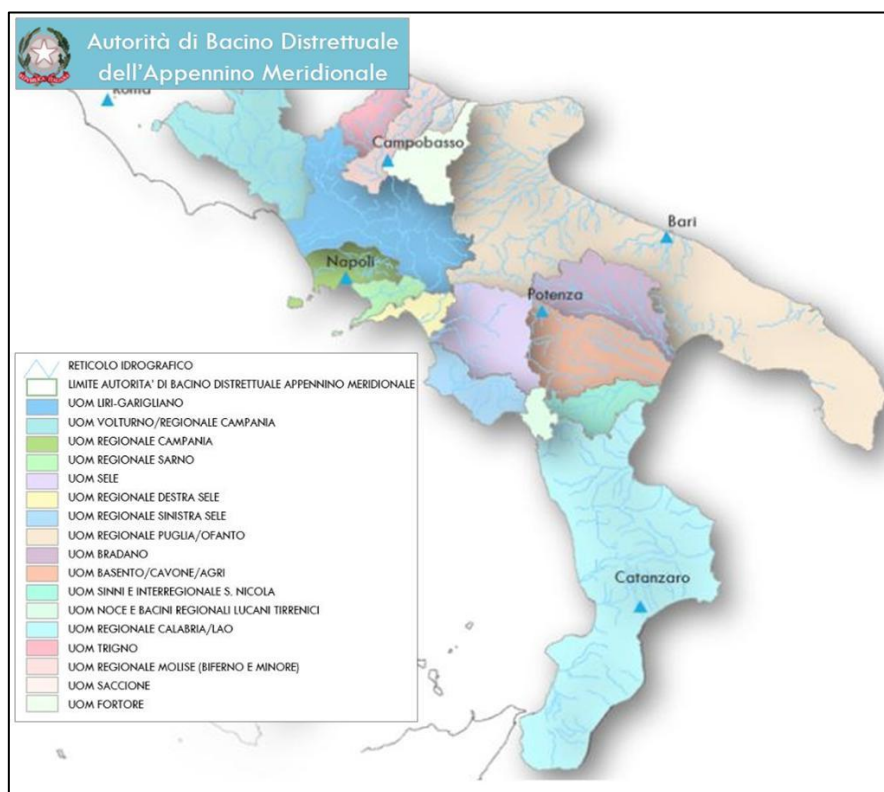 Autorità di Bacino Distrettuale
dell'Appennino Meridionale
Roma
Campobasso
Bari
Napoli
Potenza
Catanzaro
RETICOLO IDROGRAFICO
LIMITE AUTORITA' DI BACINO DISTRETTUALE APPENNINO MERIDIONALE
UOM LIRI-GARIGLIANO
UOM VOLTURNO/REGIONALE CAMPANIA
UOM REGIONALE CAMPANIA
UOM REGIONALE SARNO
UOM SELE
UOM REGIONALE DESTRA SELE
UOM REGIONALE SINISTRA SELE
UOM REGIONALE PUGLIA/OFANTO
UOM BRADANO
UOM BASENTO/CAVONE/AGRI
UOM SINNI E INTERREGIONALE S. NICOLA
UOM NOCE E BACINI REGIONALI LUCANI TIRRENICI
UOM REGIONALE CALABRIA/LAO
UOM TRIGNO
UOM REGIONALE MOLISE (BIFERNO E MINORE)
UOM SACCIONE
UOM FORTORE